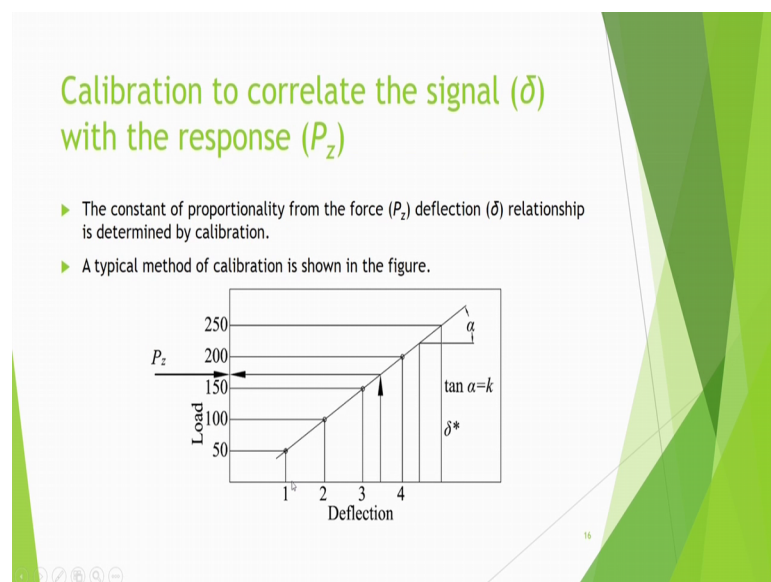 Calibration to correlate the signal (δ)
with the response (Pz)
The constant of proportionality from the force (Pz) deflection (δ) relationship
is determined by calibration.
A typical method of calibration is shown in the figure.
250
α
200
Pz
150
tan α=k
100
δ*
50
Load
1 2 3 4
Deflection
16